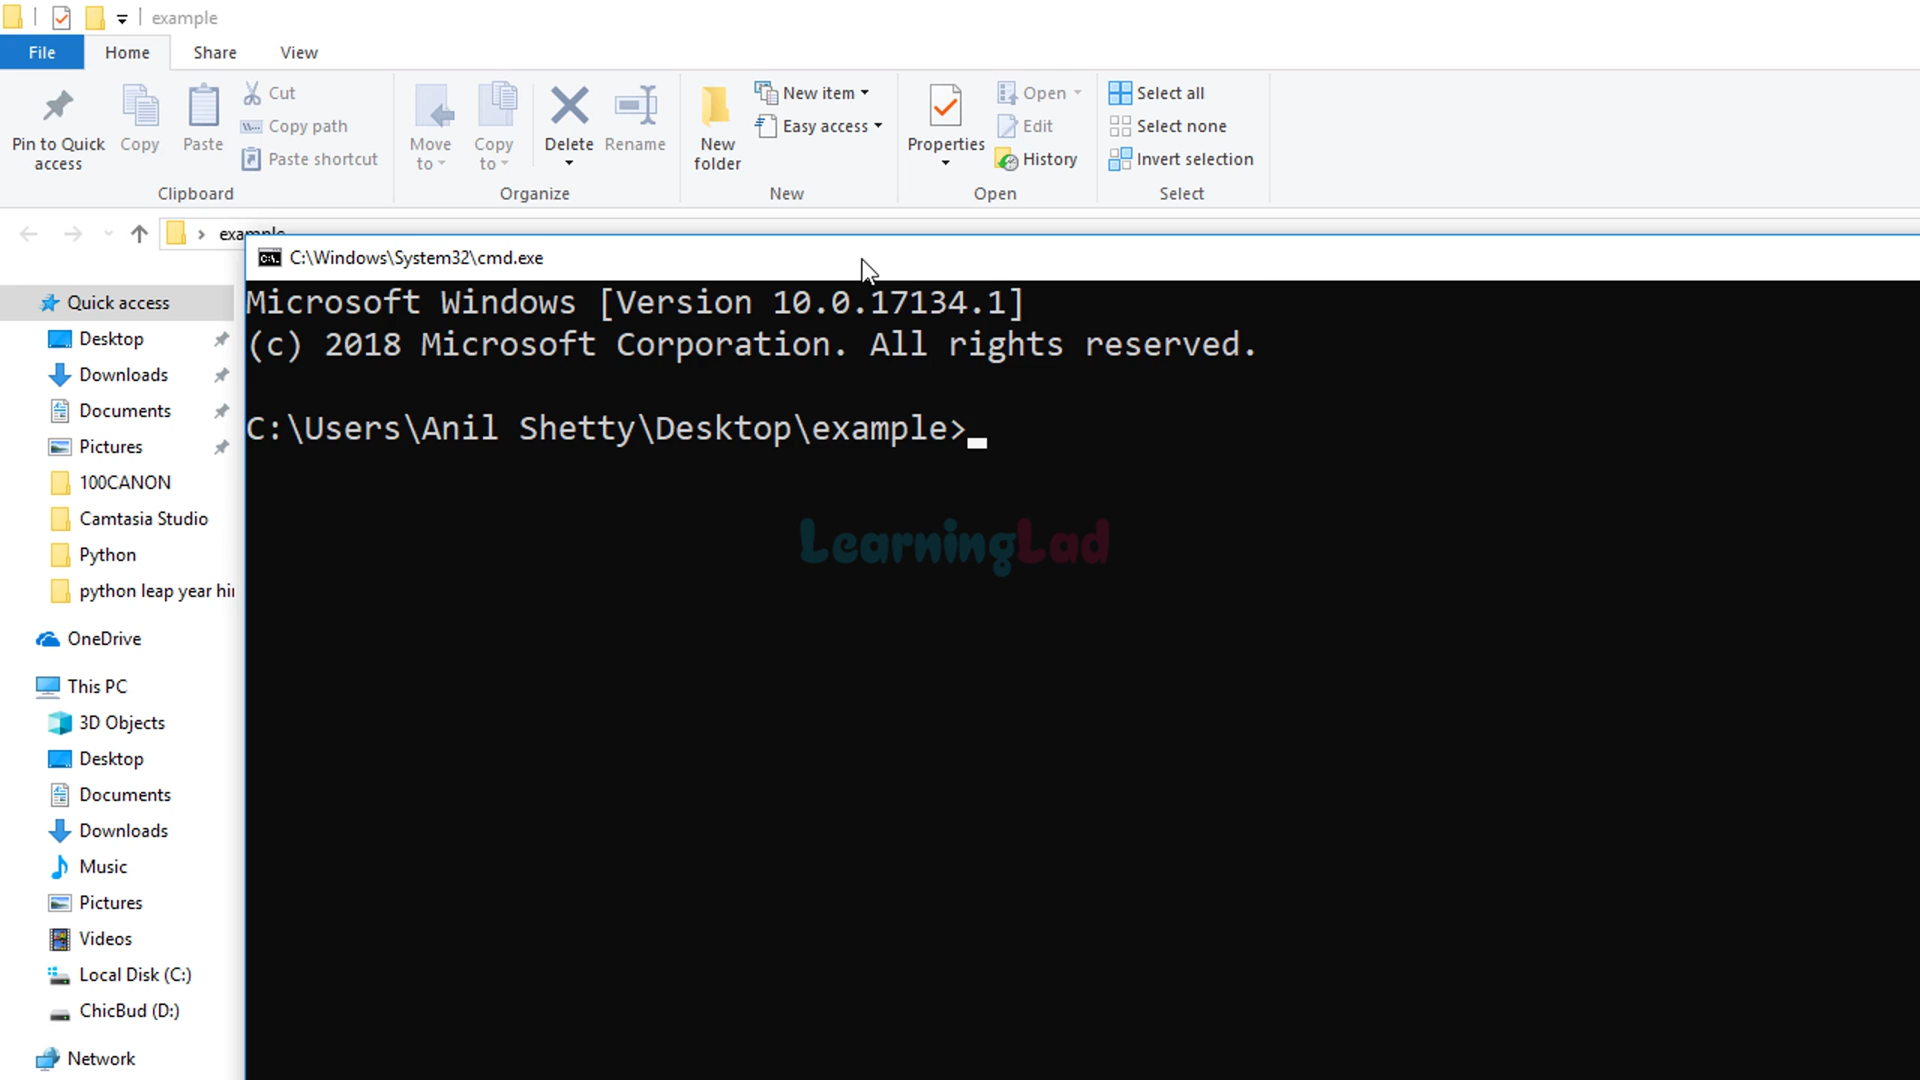 example
File Home Share View
Pin to Quick access
Copy
Paste
Cut
Copy path
Paste shortcut
Clipboard
Move to
Copy to
Delete
Rename
Organize
New folder
New item
Easy access
New
Properties
Open
Edit
History
Open
Select all
Select none
Invert selection
Select
example
C:\Windows\System32\cmd.exe
Microsoft Windows [Version 10.0.17134.1]
(c) 2018 Microsoft Corporation. All rights reserved.
C:\Users\Anil Shetty\Desktop\example>
LearningLad
Quick access
Desktop
Downloads
Documents
Pictures
100CANON
Camtasia Studio
Python
python leap year hi
OneDrive
This PC
3D Objects
Desktop
Documents
Downloads
Music
Pictures
Videos
Local Disk (C:)
ChicBud (D:)
Network